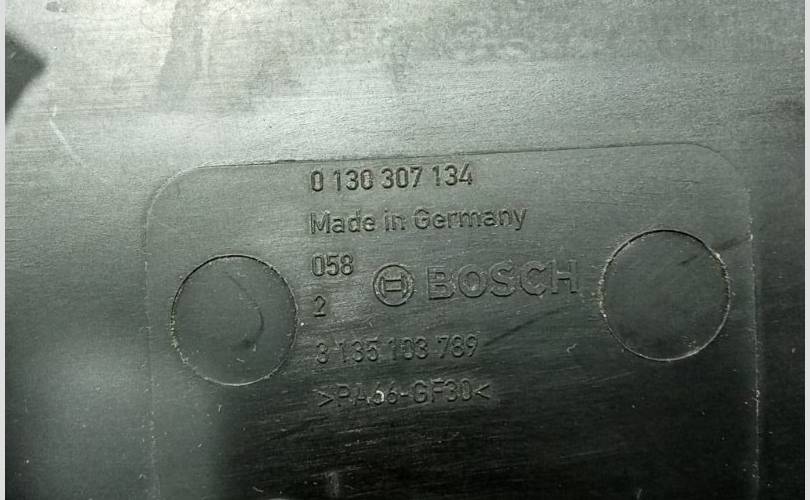 0 130 307 134
Made in Germany
058
BOSCH
2
3 135 103 789
>PA66-GF30<